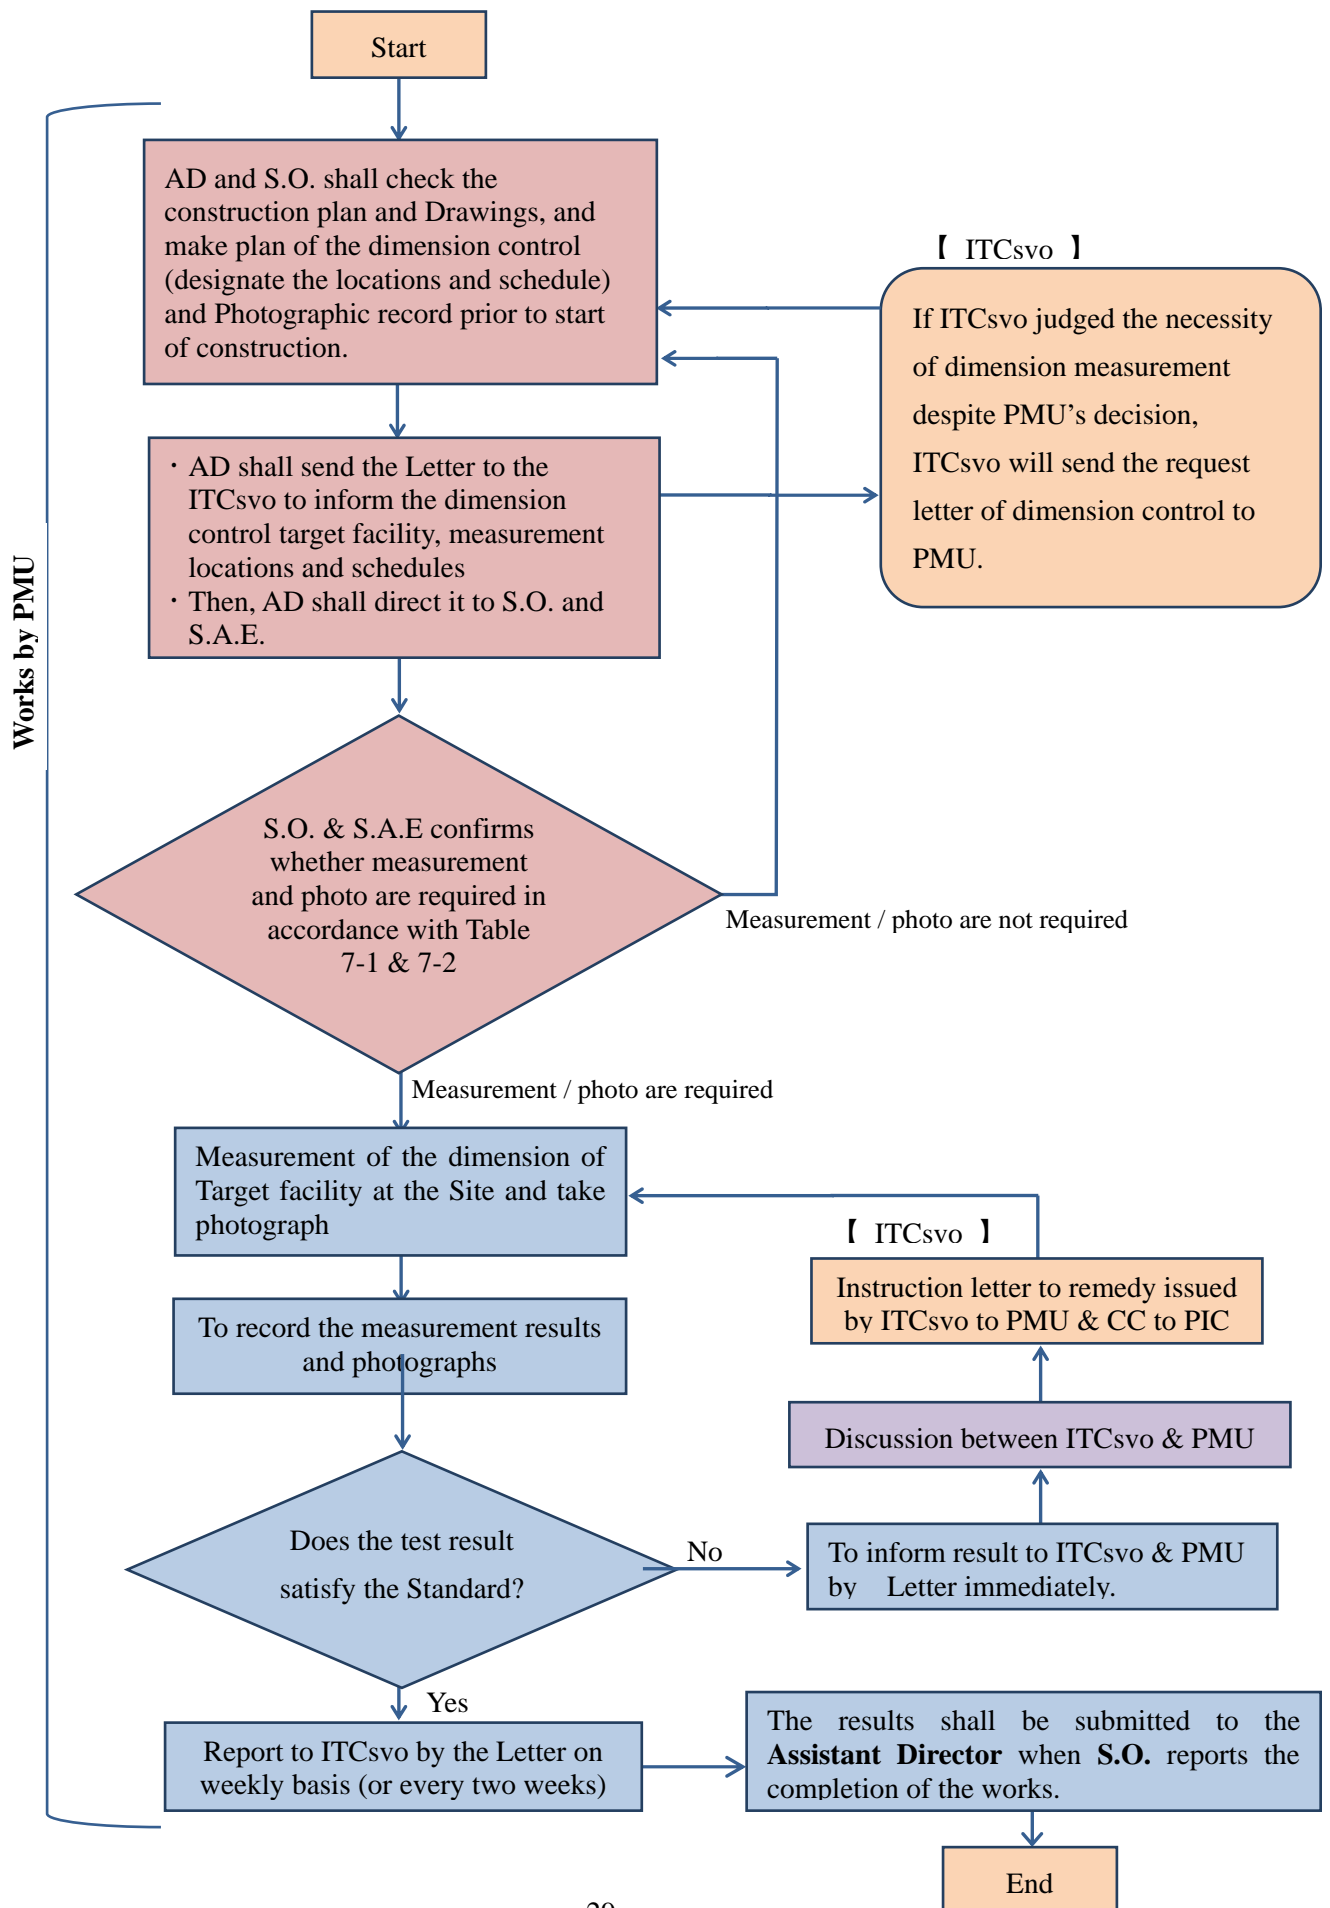 Start
AD and S.O. shall check the
construction plan and Drawings, and
make plan of the dimension control
(designate the locations and schedule)
and Photographic record prior to start
of construction.
【 ITCsvo 】
If ITCsvo judged the necessity
of dimension measurement
despite PMU’s decision,
ITCsvo will send the request
letter of dimension control to
PMU.
・AD shall send the Letter to the
ITCsvo to inform the dimension
control target facility, measurement
locations and schedules
・Then, AD shall direct it to S.O. and
S.A.E.
Works by PMU
S.O. & S.A.E confirms
whether measurement
and photo are required in
accordance with Table
7-1 & 7-2
Measurement / photo are not required
Measurement / photo are required
Measurement of the dimension of
Target facility at the Site and take
photograph
【 ITCsvo 】
Instruction letter to remedy issued
by ITCsvo to PMU & CC to PIC
To record the measurement results
and photographs
Discussion between ITCsvo & PMU
Does the test result
satisfy the Standard?
No
To inform result to ITCsvo & PMU
by Letter immediately.
Yes
Report to ITCsvo by the Letter on
weekly basis (or every two weeks)
The results shall be submitted to the
Assistant Director when S.O. reports the
completion of the works.
End